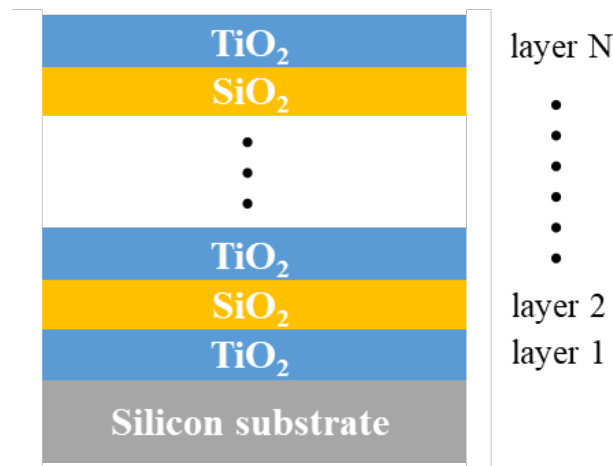 TiO₂ layer N
SiO₂
TiO₂
SiO₂ layer 2
TiO₂ layer 1
Silicon substrate